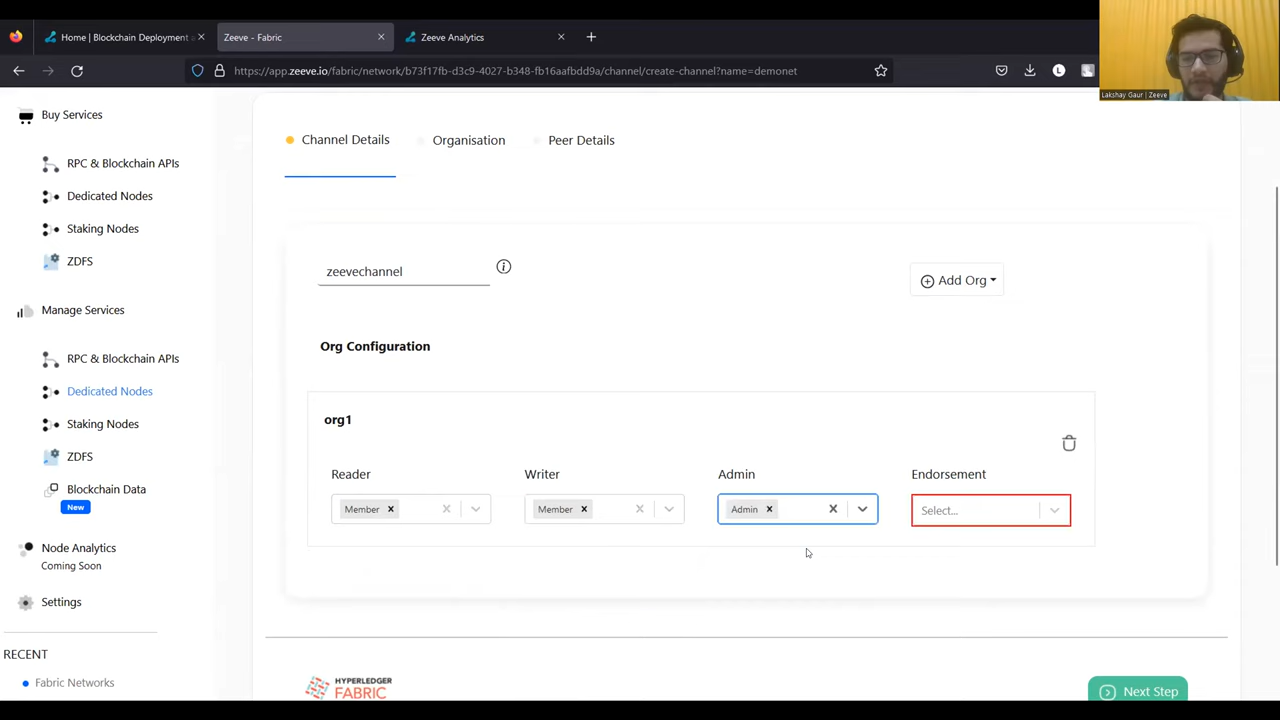 Home | Blockchain Deployment
Zeeve - Fabric
Zeeve Analytics
https://app.zeeve.io/fabric/network/b73f17fb-d3c9-4027-b348-fb16aafbdd9a/channel/create-channel?name=demonet
L
Lakshay Gaur | Zeeve
Buy Services
RPC & Blockchain APIs
Dedicated Nodes
Staking Nodes
ZDFS
Manage Services
RPC & Blockchain APIs
Dedicated Nodes
Staking Nodes
ZDFS
Blockchain Data
New
Node Analytics
Coming Soon
Settings
RECENT
Fabric Networks
Channel Details
Organisation
Peer Details
zeevechannel
Add Org
Org Configuration
org1
Reader
Writer
Admin
Endorsement
Member
Member
Admin
Select...
HYPERLEDGER
FABRIC
Next Step